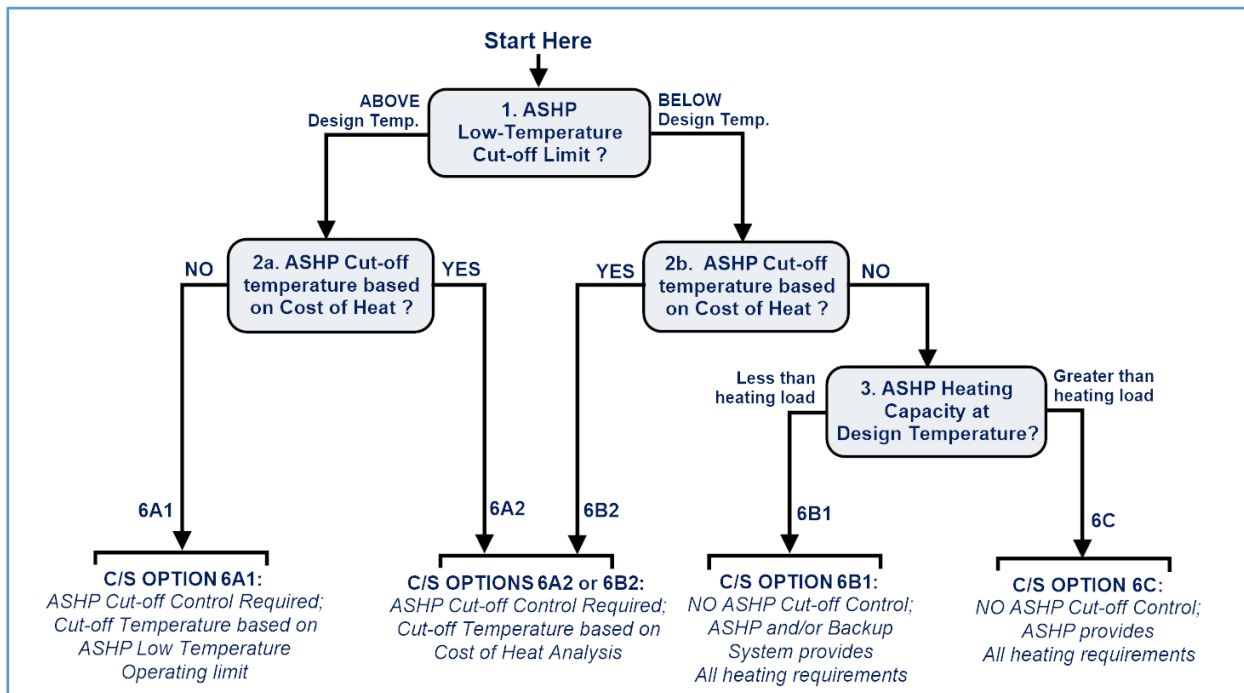 Start Here
ABOVE
Design Temp.
1. ASHP
Low-Temperature
Cut-off Limit ?
BELOW
Design Temp.
NO
2a. ASHP Cut-off
temperature based
on Cost of Heat ?
YES
YES
2b. ASHP Cut-off
temperature based
on Cost of Heat ?
NO
Less than
heating load
3. ASHP Heating
Capacity at
Design Temperature?
Greater than
heating load
6A1
6A2
6B2
6B1
6C
C/S OPTION 6A1:
ASHP Cut-off Control Required;
Cut-off Temperature based on
ASHP Low Temperature
Operating limit
C/S OPTIONS 6A2 or 6B2:
ASHP Cut-off Control Required;
Cut-off Temperature based on
Cost of Heat Analysis
C/S OPTION 6B1:
NO ASHP Cut-off Control;
ASHP and/or Backup
System provides
All heating requirements
C/S OPTION 6C:
NO ASHP Cut-off Control;
ASHP provides
All heating requirements